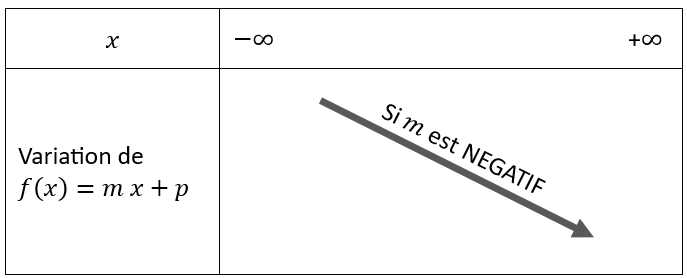 x
−∞ +∞
Variation de
f(x) = m x + p
Si m est NEGATIF